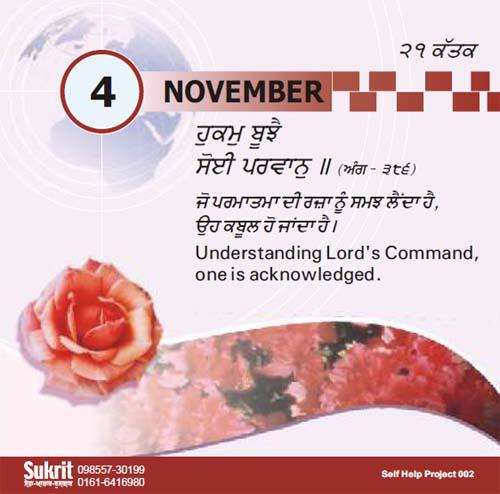 ੨੧ ਕੱਤਕ
4 NOVEMBER
ਹੁਕਮੁ ਬੂਝੈ
ਸੋਈ ਪਰਵਾਨੁ ॥ (ਅੰਗ - ੩੮੬)
ਜੋ ਪਰਮਾਤਮਾ ਦੀ ਰਜ਼ਾ ਨੂੰ ਸਮਝ ਲੈਂਦਾ ਹੈ,
ਉਹ ਕਬੂਲ ਹੋ ਜਾਂਦਾ ਹੈ।
Understanding Lord's Command,
one is acknowledged.
Sukrit 098557-30199
0161-6416980
Self Help Project 002